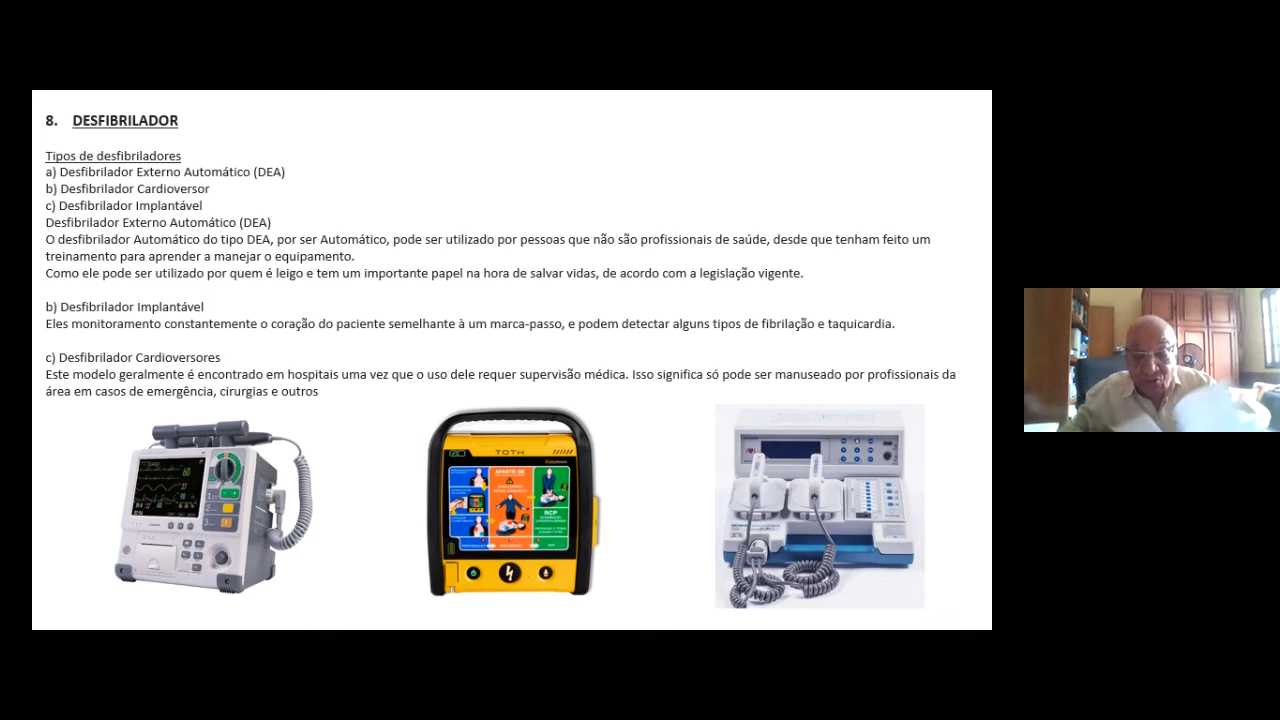 8. DESFIBRILADOR
Tipos de desfibriladores
a) Desfibrilador Externo Automático (DEA)
b) Desfibrilador Cardioversor
c) Desfibrilador Implantável
Desfibrilador Externo Automático (DEA)
O desfibrilador Automático do tipo DEA, por ser Automático, pode ser utilizado por pessoas que não são profissionais de saúde, desde que tenham feito um
treinamento para aprender a manejar o equipamento.
Como ele pode ser utilizado por quem é leigo e tem um importante papel na hora de salvar vidas, de acordo com a legislação vigente.
b) Desfibrilador Implantável
Eles monitoramento constantemente o coração do paciente semelhante à um marca-passo, e podem detectar alguns tipos de fibrilação e taquicardia.
c) Desfibrilador Cardioversores
Este modelo geralmente é encontrado em hospitais uma vez que o uso dele requer supervisão médica. Isso significa só pode ser manuseado por profissionais da
área em casos de emergência, cirurgias e outros
60
1
2
3
TOTH
AFASTE-SE
RCP